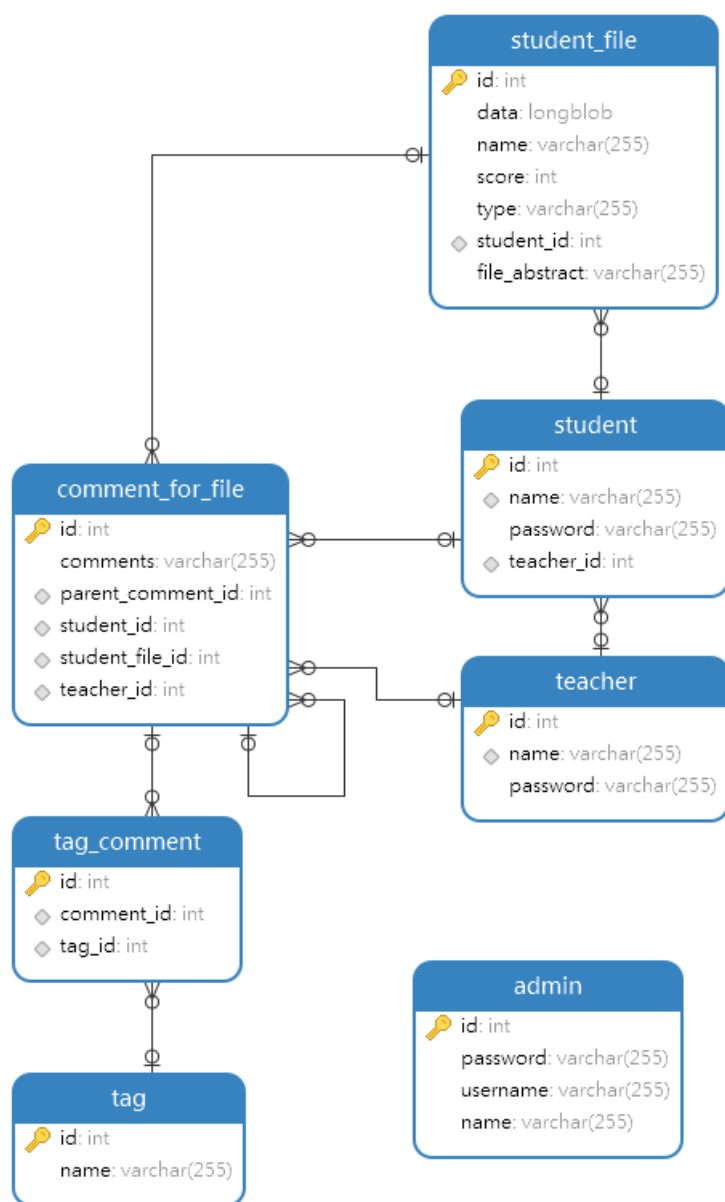 student_file
id: int
data: longblob
name: varchar(255)
score: int
type: varchar(255)
student_id: int
file_abstract: varchar(255)
student
id: int
name: varchar(255)
password: varchar(255)
teacher_id: int
comment_for_file
id: int
comments: varchar(255)
parent_comment_id: int
student_id: int
student_file_id: int
teacher_id: int
teacher
id: int
name: varchar(255)
password: varchar(255)
tag_comment
id: int
comment_id: int
tag_id: int
admin
id: int
password: varchar(255)
username: varchar(255)
name: varchar(255)
tag
id: int
name: varchar(255)